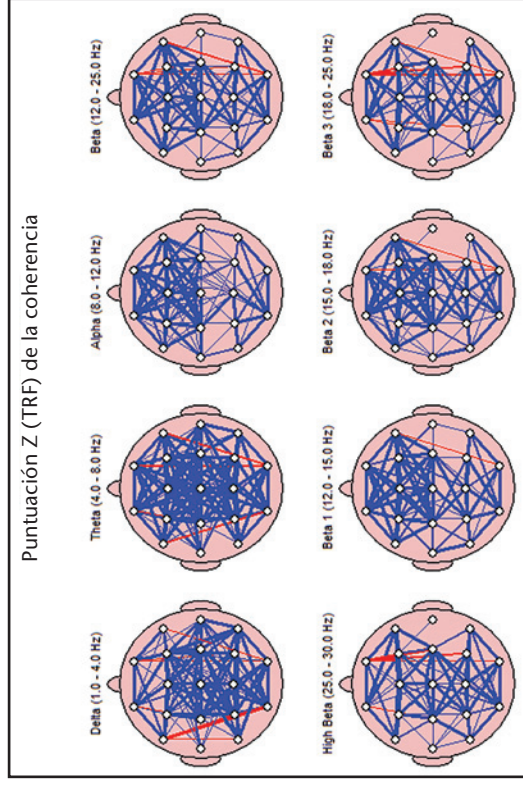 Puntuación Z (TRF) de la coherencia
Delta (1.0 - 4.0 Hz)
Theta (4.0 - 8.0 Hz)
Alpha (8.0 - 12.0 Hz)
Beta (12.0 - 25.0 Hz)
High Beta (25.0 - 30.0 Hz)
Beta 1 (12.0 - 15.0 Hz)
Beta 2 (15.0 - 18.0 Hz)
Beta 3 (18.0 - 25.0 Hz)